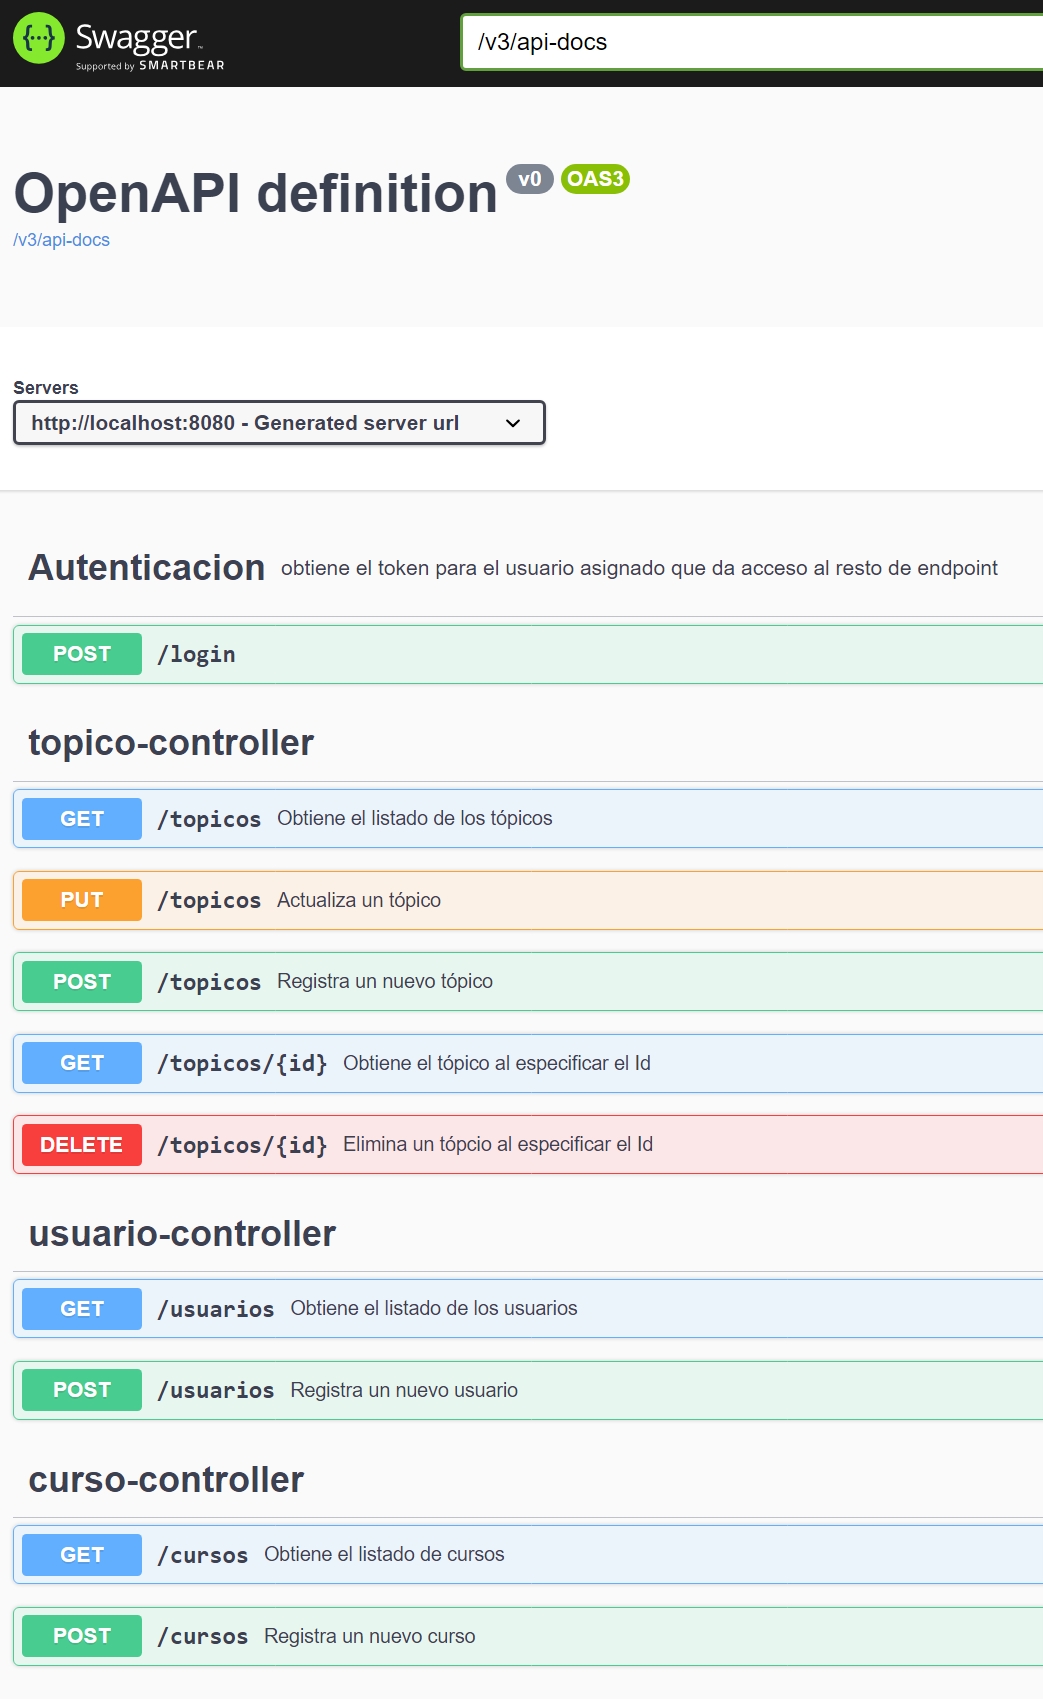 Swagger™
Supported by SMARTBEAR
/v3/api-docs
OpenAPI definition v0 OAS3
/v3/api-docs
Servers
http://localhost:8080 - Generated server url
Autenticacion obtiene el token para el usuario asignado que da acceso al resto de endpoint
POST /login
topico-controller
GET /topicos Obtiene el listado de los tópicos
PUT /topicos Actualiza un tópico
POST /topicos Registra un nuevo tópico
GET /topicos/{id} Obtiene el tópico al especificar el Id
DELETE /topicos/{id} Elimina un tópcio al especificar el Id
usuario-controller
GET /usuarios Obtiene el listado de los usuarios
POST /usuarios Registra un nuevo usuario
curso-controller
GET /cursos Obtiene el listado de cursos
POST /cursos Registra un nuevo curso